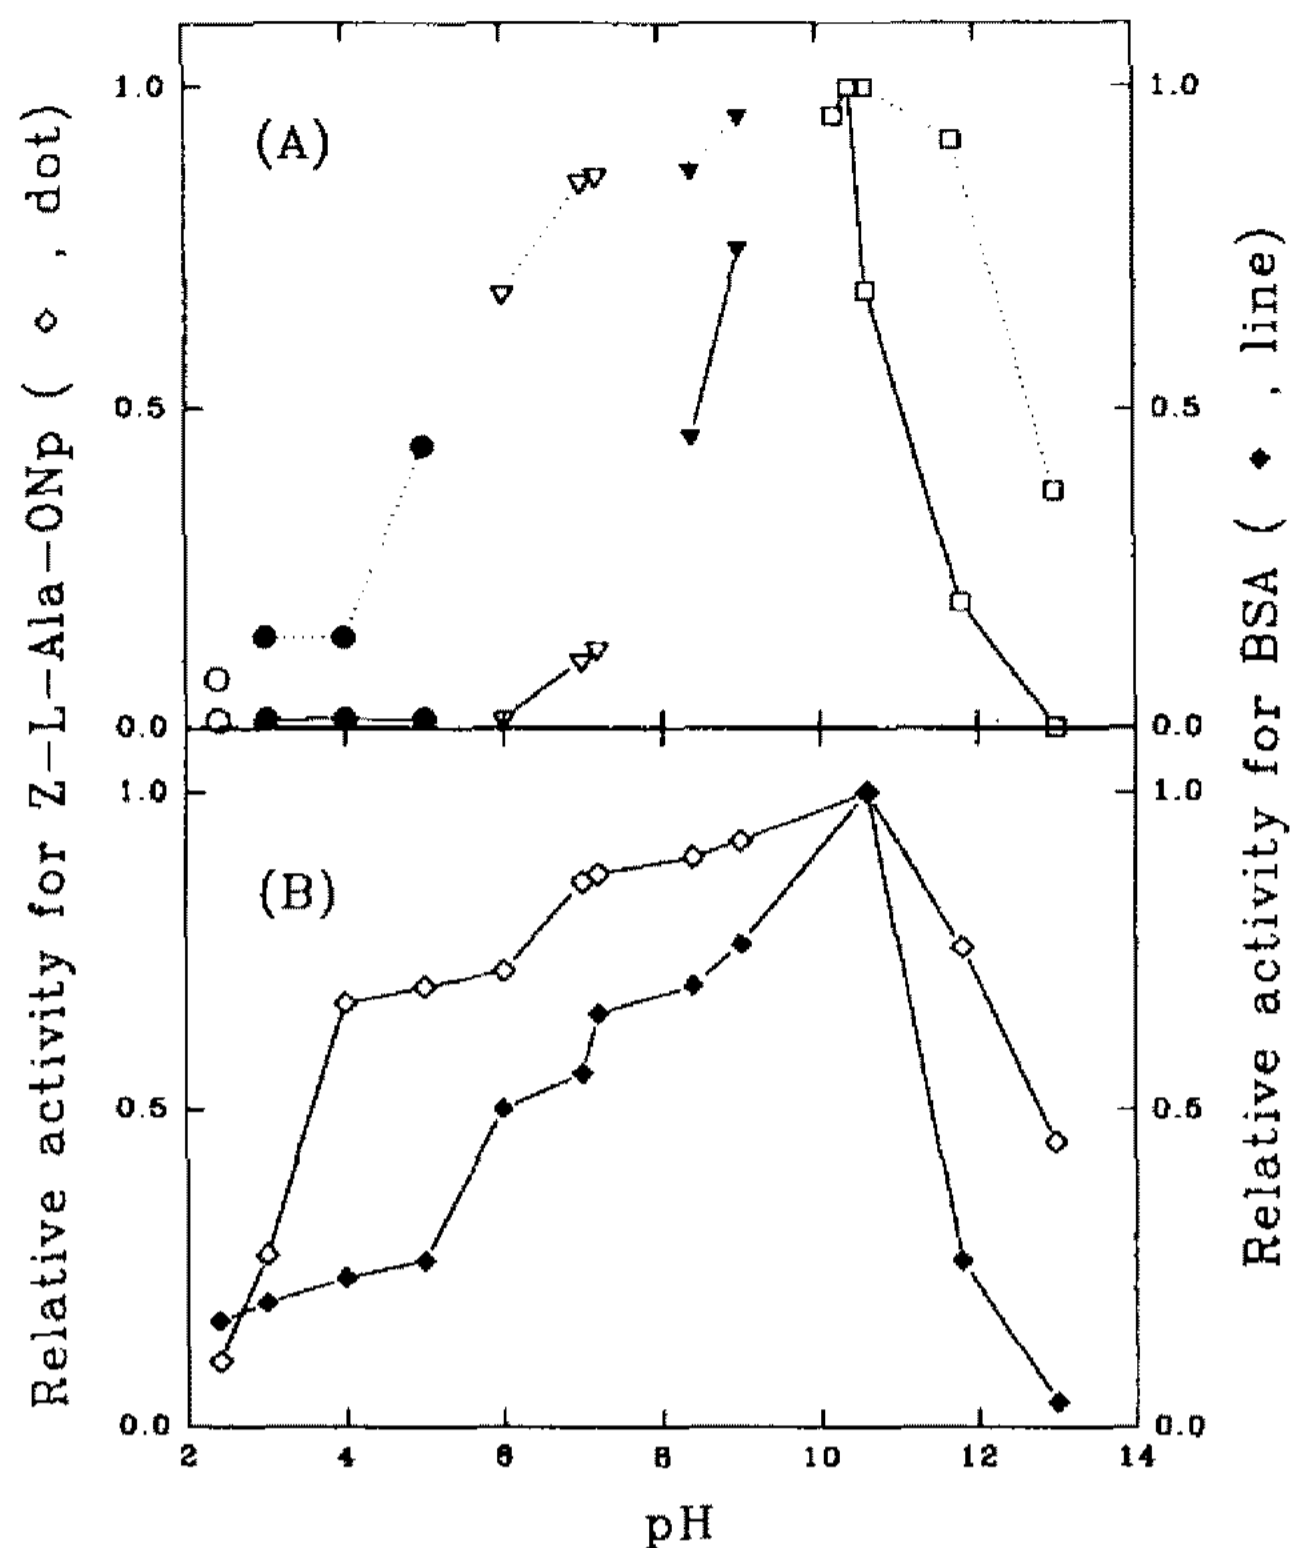 Relative activity for Z-L-Ala-ONp ( ◇ , dot)
1.0
0.5
0.0
(A)
1.0
0.5
0.0
1.0
0.5
0.0
(B)
1.0
0.5
0.0
Relative activity for BSA ( ◆ , line)
2 4 6 8 10 12 14
pH